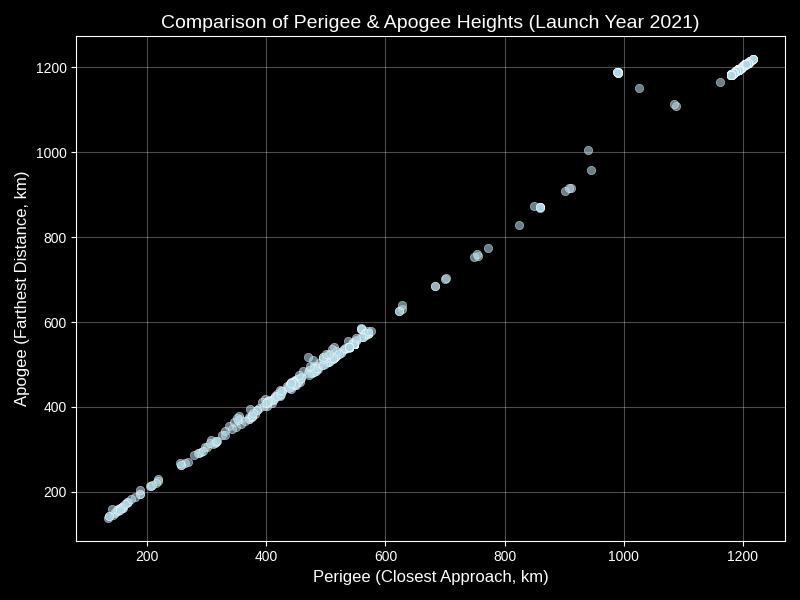 Comparison of Perigee & Apogee Heights (Launch Year 2021)
1200
1000
800
600
400
200
Apogee (Farthest Distance, km)
200 400 600 800 1000 1200
Perigee (Closest Approach, km)